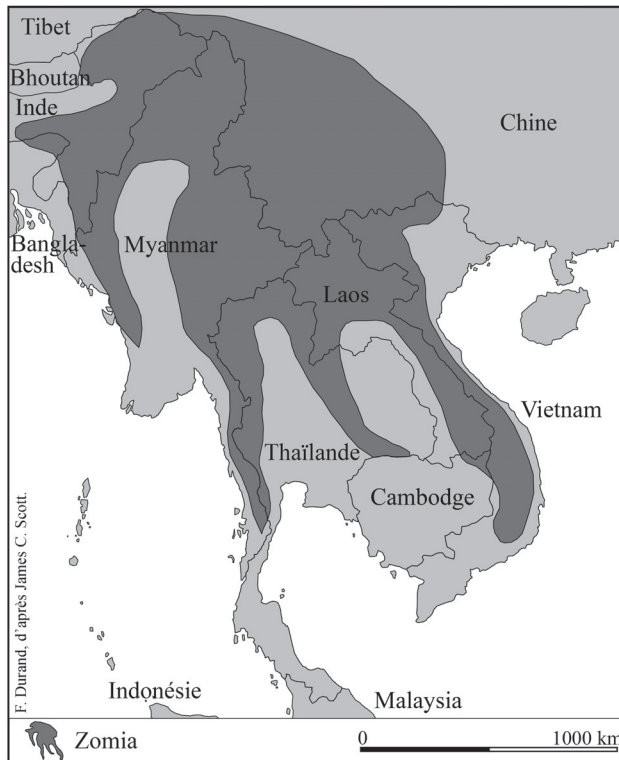 Tibet
Bhoutan
Inde
Chine
Bangla-
desh
Myanmar
Laos
Vietnam
Thaïlande
Cambodge
F. Durand, d'après James C. Scott.
Indonésie
Malaysia
Zomia
0 1000 km